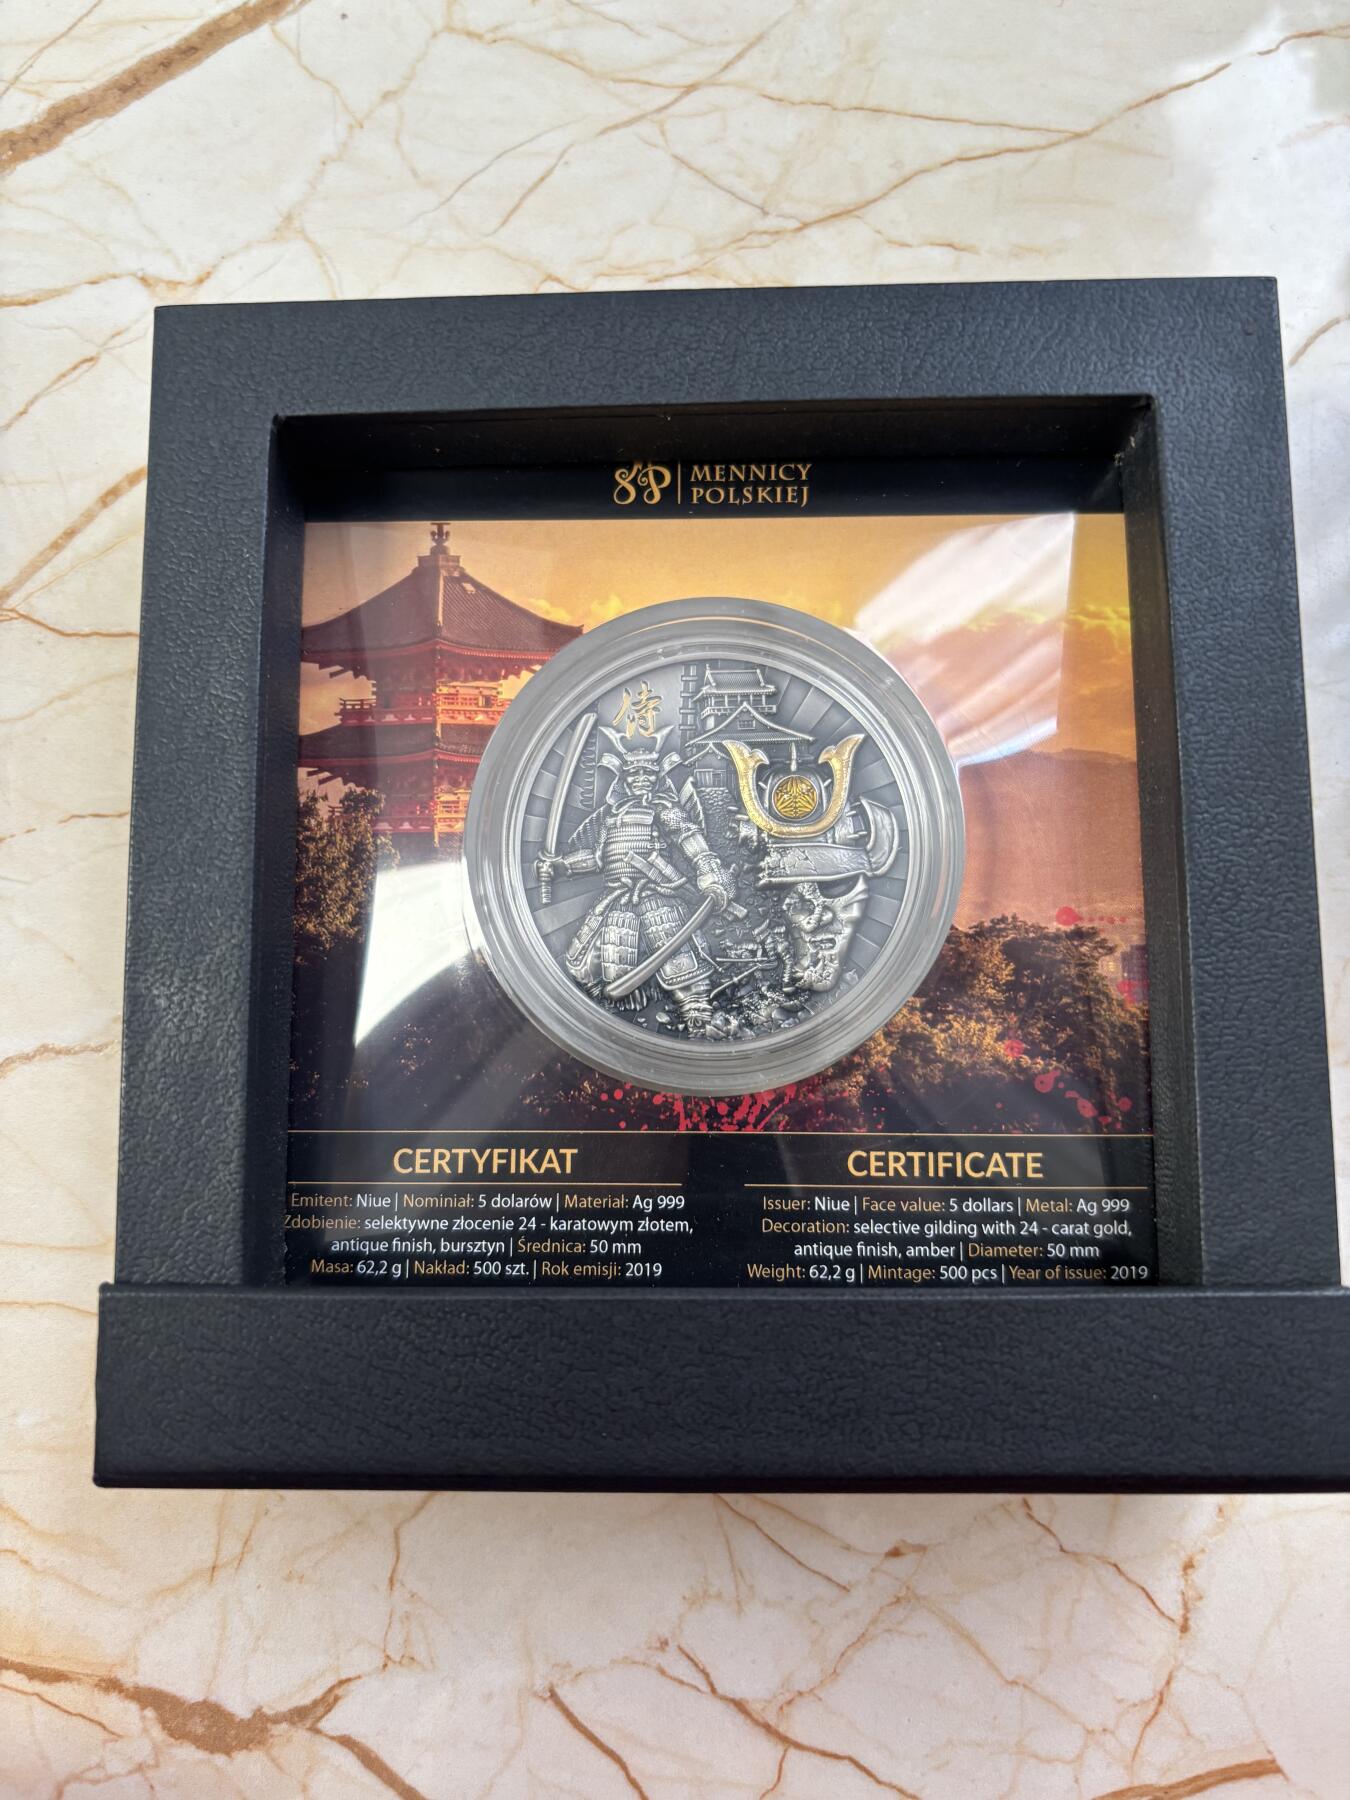 MENNICY
POLSKIEJ
侍
CERTYFIKAT
Emitent: Niue | Nominiał: 5 dolarów | Materiał: Ag 999
Zdobienie: selektywne złocenie 24 - karatowym złotem,
antique finish, bursztyn | Średnica: 50 mm
Masa: 62,2 g | Nakład: 500 szt. | Rok emisji: 2019
CERTIFICATE
Issuer: Niue | Face value: 5 dollars | Metal: Ag 999
Decoration: selective gilding with 24 - carat gold,
antique finish, amber | Diameter: 50 mm
Weight: 62,2 g | Mintage: 500 pcs | Year of issue: 2019